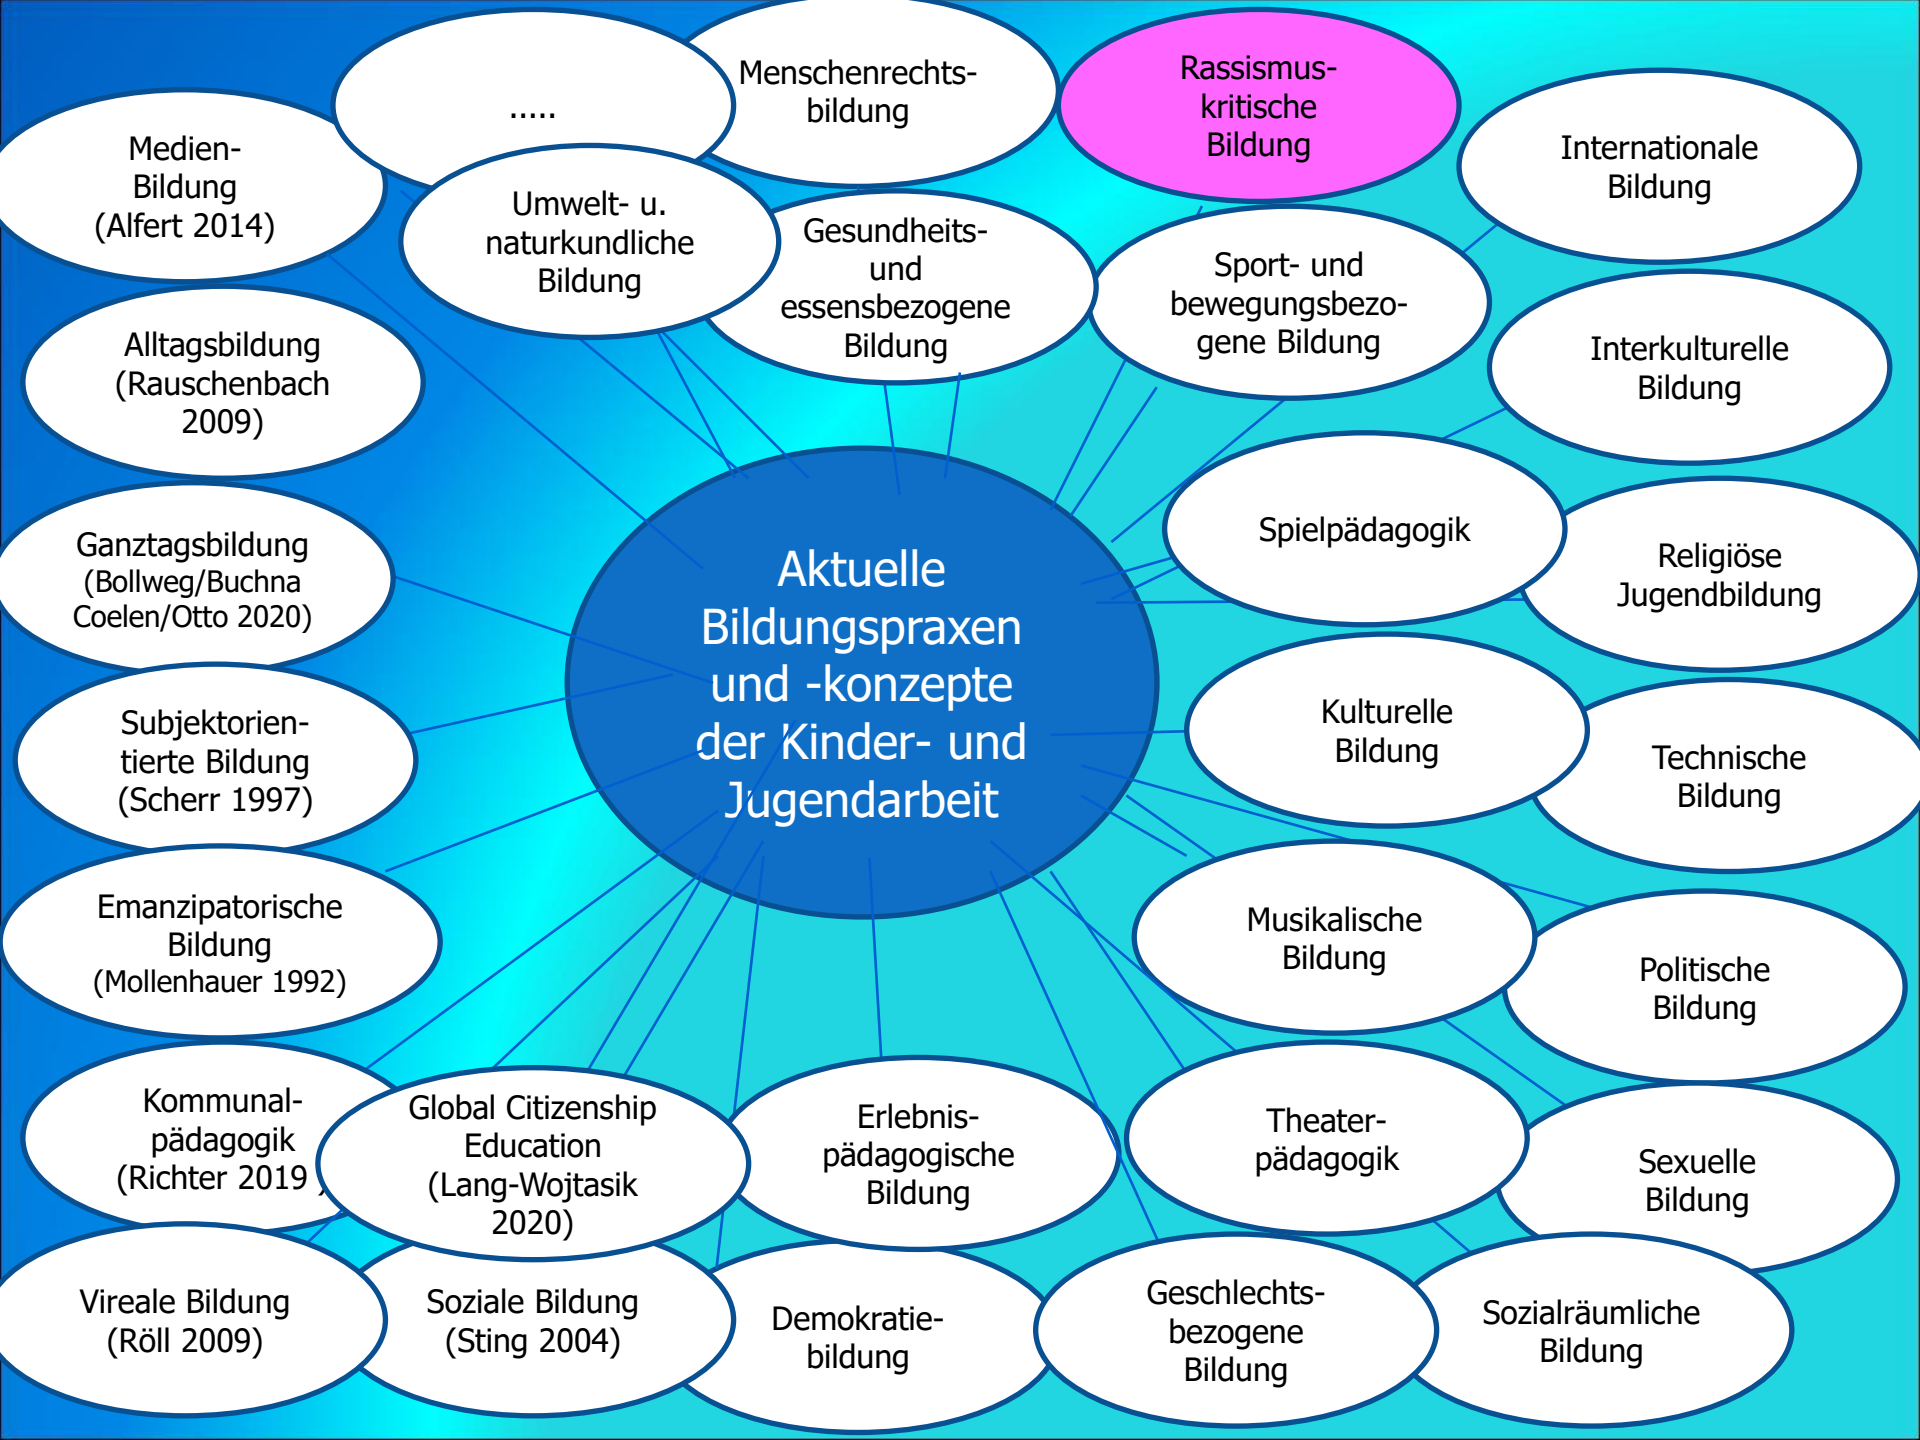 .....
Menschenrechts-
bildung
Rassismus-
kritische
Bildung
Internationale
Bildung
Medien-
Bildung
(Alfert 2014)
Umwelt- u.
naturkundliche
Bildung
Gesundheits-
und
essensbezogene
Bildung
Sport- und
bewegungsbezo-
gene Bildung
Interkulturelle
Bildung
Alltagsbildung
(Rauschenbach
2009)
Spielpädagogik
Religiöse
Jugendbildung
Ganztagsbildung
(Bollweg/Buchna
Coelen/Otto 2020)
Aktuelle
Bildungspraxen
und -konzepte
der Kinder- und
Jugendarbeit
Kulturelle
Bildung
Technische
Bildung
Subjektorien-
tierte Bildung
(Scherr 1997)
Emanzipatorische
Bildung
(Mollenhauer 1992)
Musikalische
Bildung
Politische
Bildung
Kommunal-
pädagogik
(Richter 2019 )
Global Citizenship
Education
(Lang-Wojtasik
2020)
Erlebnis-
pädagogische
Bildung
Theater-
pädagogik
Sexuelle
Bildung
Vireale Bildung
(Röll 2009)
Soziale Bildung
(Sting 2004)
Demokratie-
bildung
Geschlechts-
bezogene
Bildung
Sozialräumliche
Bildung